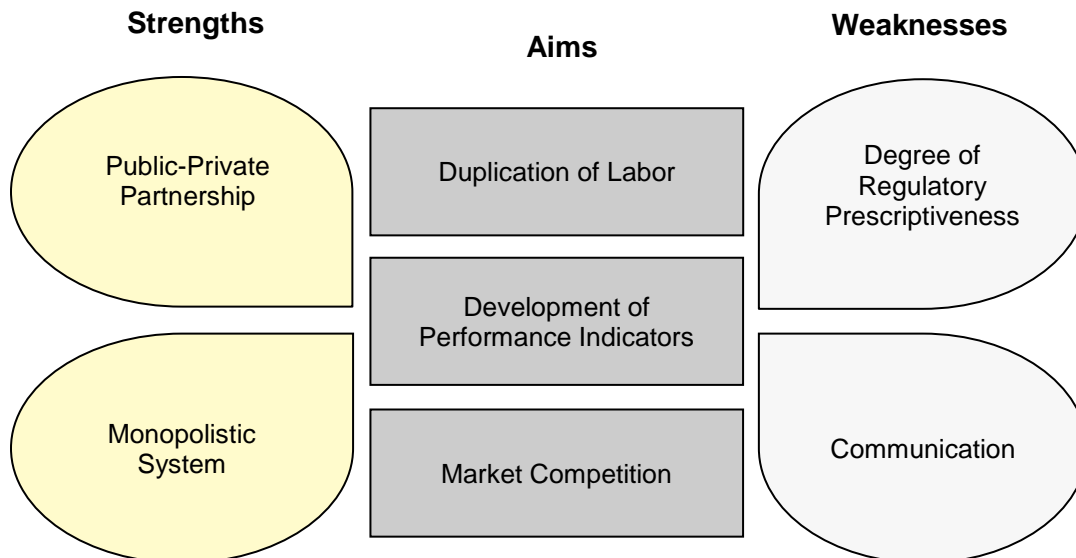 Strengths
Public-Private
Partnership
Monopolistic
System
Aims
Duplication of Labor
Development of
Performance Indicators
Market Competition
Weaknesses
Degree of
Regulatory
Prescriptiveness
Communication